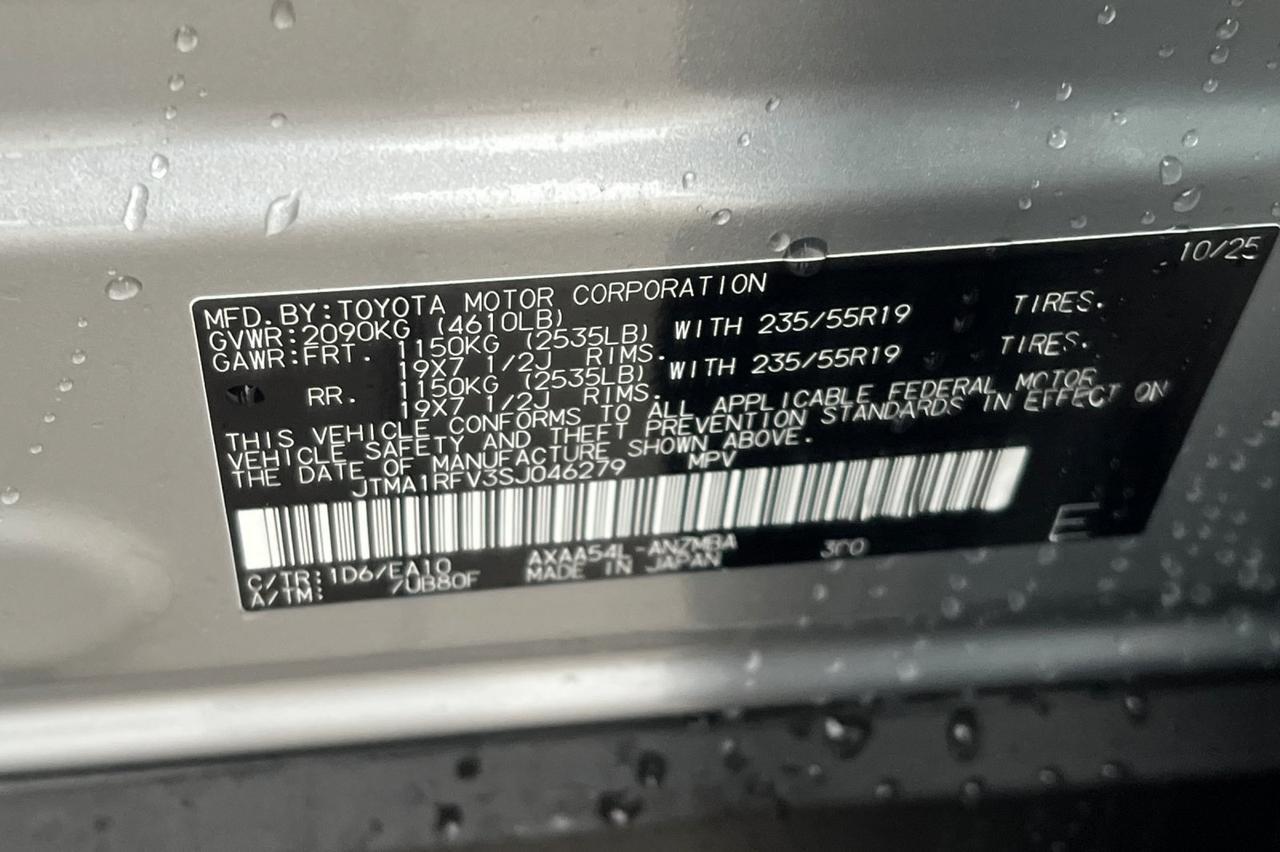 10/25
MFD. BY: TOYOTA MOTOR CORPORATION
GVWR: 2090KG (4610LB)
GAWR: FRT. 1150KG (2535LB) WITH 235/55R19 TIRES.
19X7 1/2J RIMS.
RR. 1150KG (2535LB) WITH 235/55R19 TIRES.
19X7 1/2J RIMS.
THIS VEHICLE CONFORMS TO ALL APPLICABLE FEDERAL MOTOR
VEHICLE SAFETY AND THEFT PREVENTION STANDARDS IN EFFECT ON
THE DATE OF MANUFACTURE SHOWN ABOVE.
JTMA1RFV3SJ046279 MPV
C/TR: 1D6/EA10 AXAA54L-ANZMBA 3r0
A/TM: /UB80F MADE IN JAPAN
E